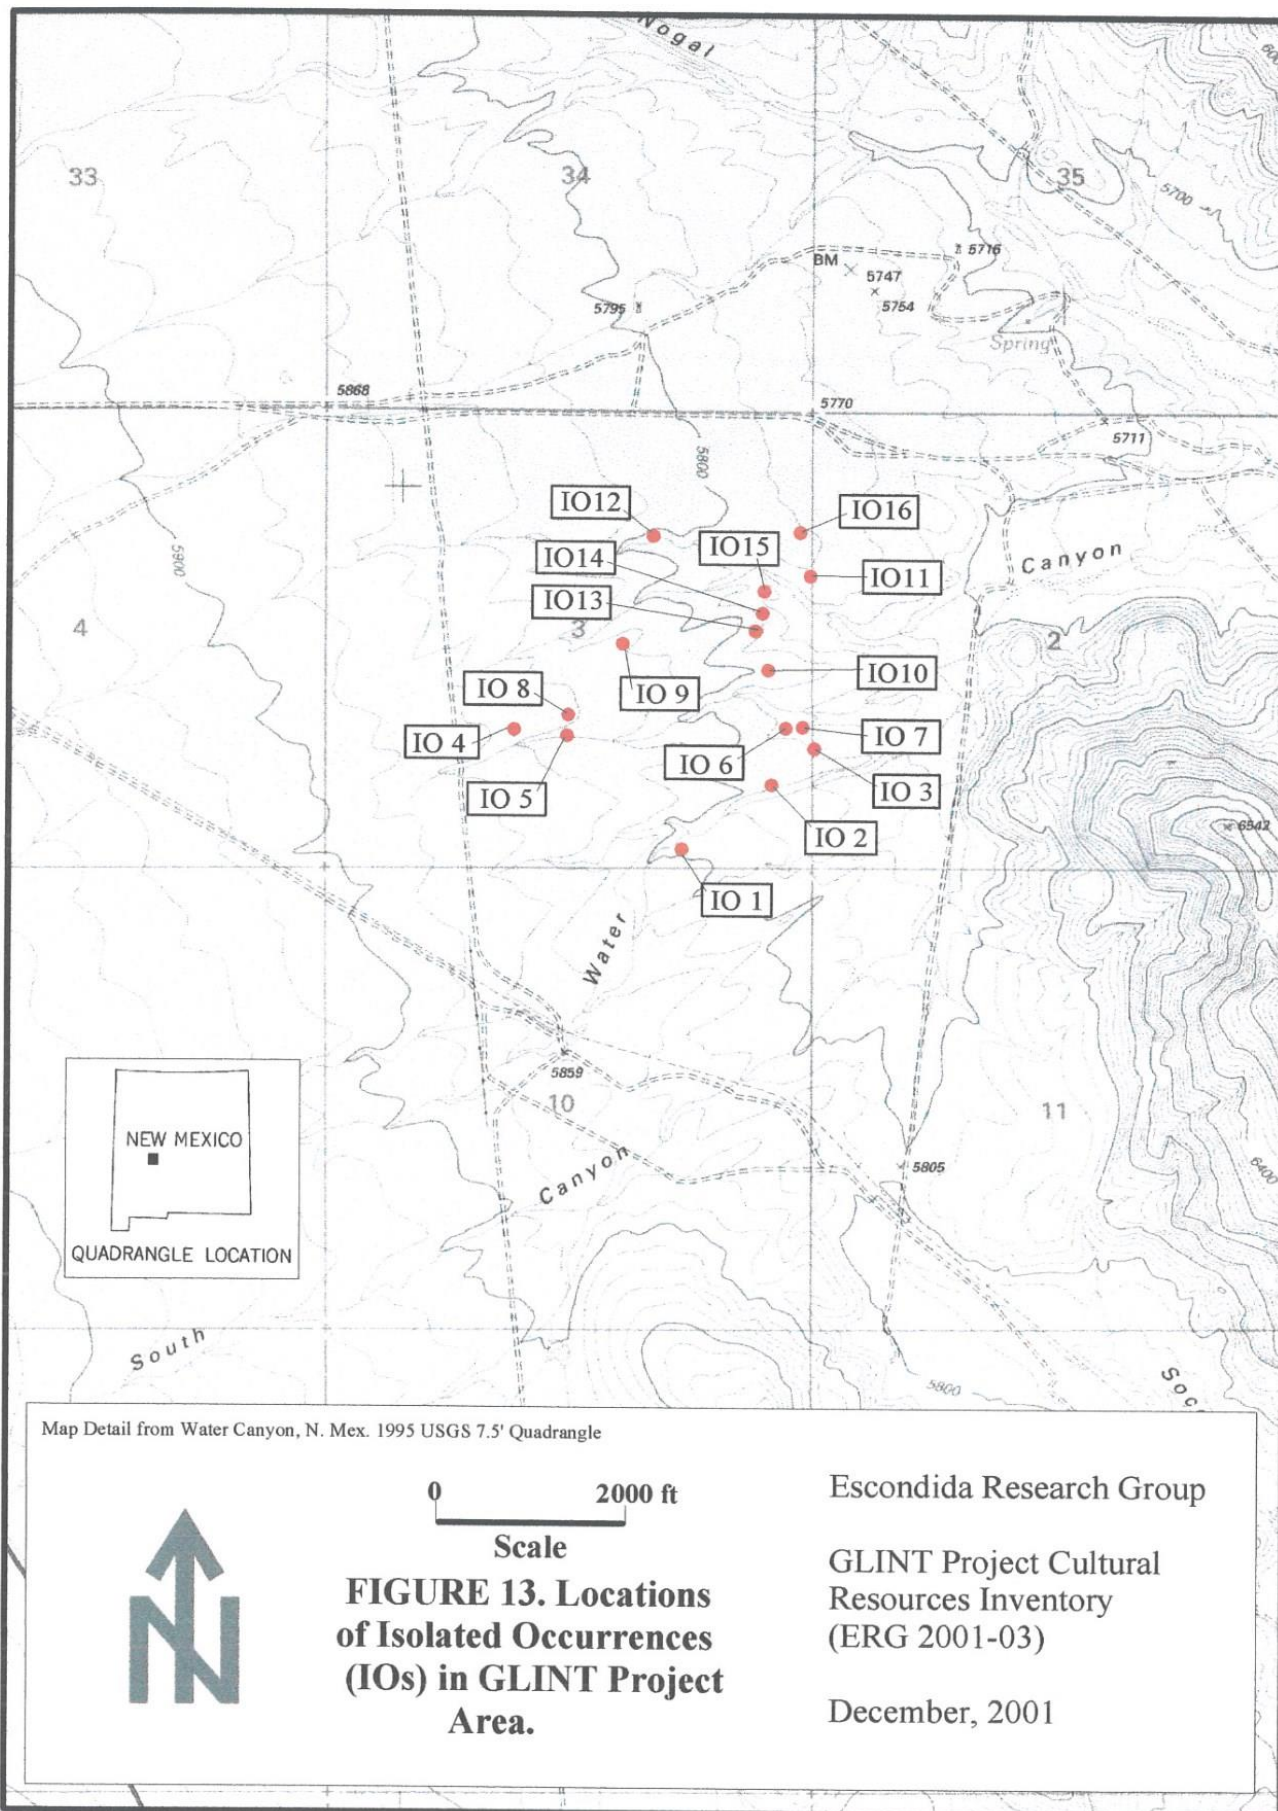 Nogal
33
34
35
5700
6000
5716
BM
5747
5754
5795
Spring
5868
5770
5711
5800
5900
IO12
IO16
IO15
IO14
IO11
IO13
Canyon
4
3
2
IO 9
IO10
IO 8
IO 4
IO 7
IO 6
IO 5
IO 3
IO 2
6542
IO 1
Water
5859
10
11
Canyon
5805
6400
NEW MEXICO
QUADRANGLE LOCATION
South
5800
Soc
Map Detail from Water Canyon, N. Mex. 1995 USGS 7.5' Quadrangle
N
0 2000 ft
Scale
FIGURE 13. Locations
of Isolated Occurrences
(IOs) in GLINT Project
Area.
Escondida Research Group
GLINT Project Cultural
Resources Inventory
(ERG 2001-03)
December, 2001